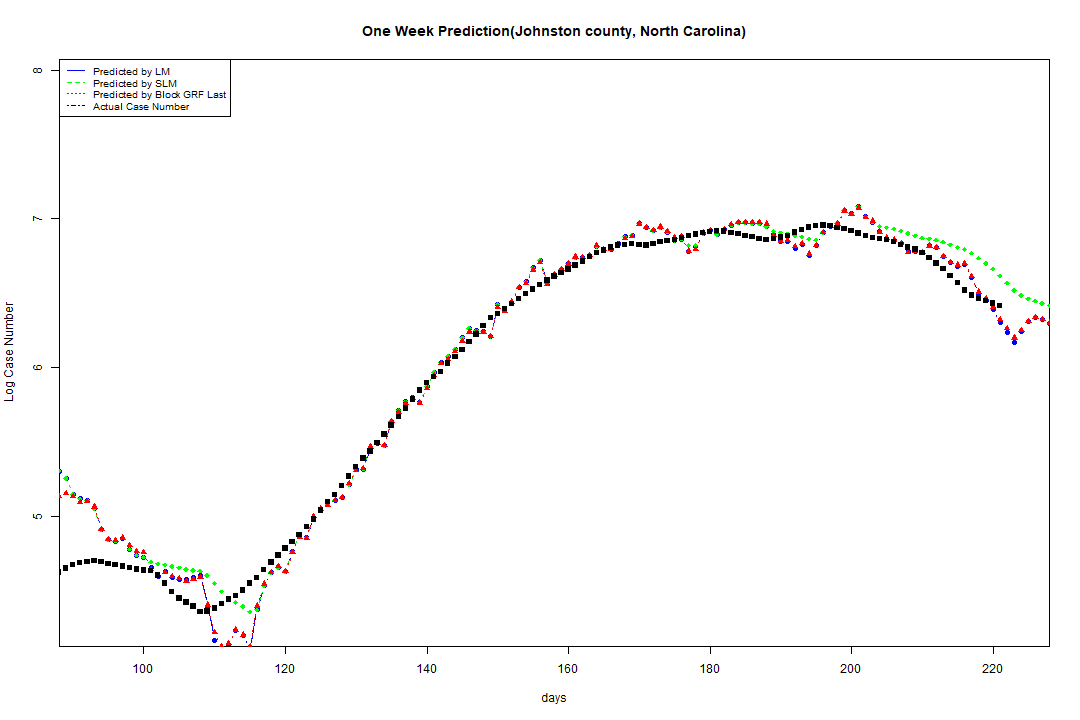 One Week Prediction(Johnston county, North Carolina)
Predicted by LM
Predicted by SLM
Predicted by Block GRF Last
Actual Case Number
Log Case Number
8
7
6
5
100 120 140 160 180 200 220
days